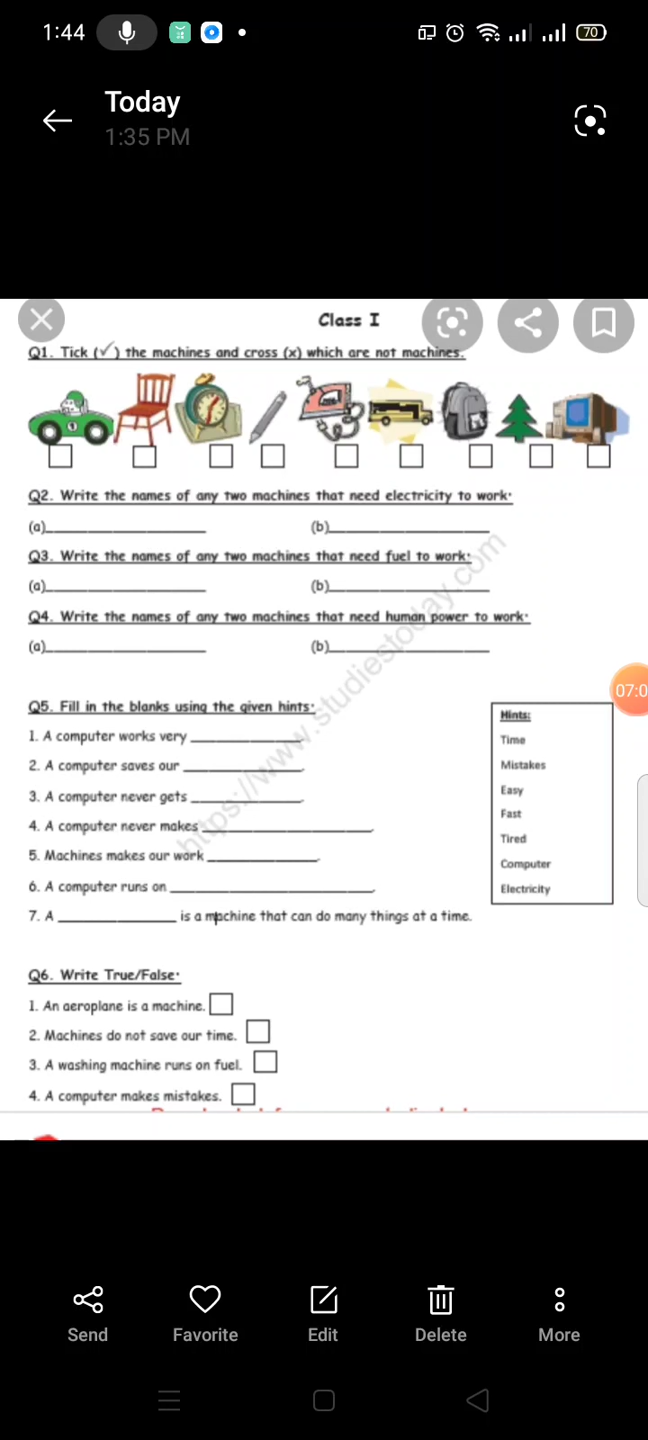 1:44
70
Today
1:35 PM
Class I
Q1. Tick (✓) the machines and cross (x) which are not machines.
1
Q2. Write the names of any two machines that need electricity to work.
(a)____________ (b)____________
Q3. Write the names of any two machines that need fuel to work.
(a)____________ (b)____________
Q4. Write the names of any two machines that need human power to work.
(a)____________ (b)____________
https://www.studiestoday.com
07:0
Q5. Fill in the blanks using the given hints:
1. A computer works very ____________.
2. A computer saves our ____________.
3. A computer never gets ____________.
4. A computer never makes ____________.
5. Machines makes our work ____________.
6. A computer runs on ____________.
7. A ____________ is a machine that can do many things at a time.
Hints:
Time
Mistakes
Easy
Fast
Tired
Computer
Electricity
Q6. Write True/False.
1. An aeroplane is a machine.
2. Machines do not save our time.
3. A washing machine runs on fuel.
4. A computer makes mistakes.
Send Favorite Edit Delete More